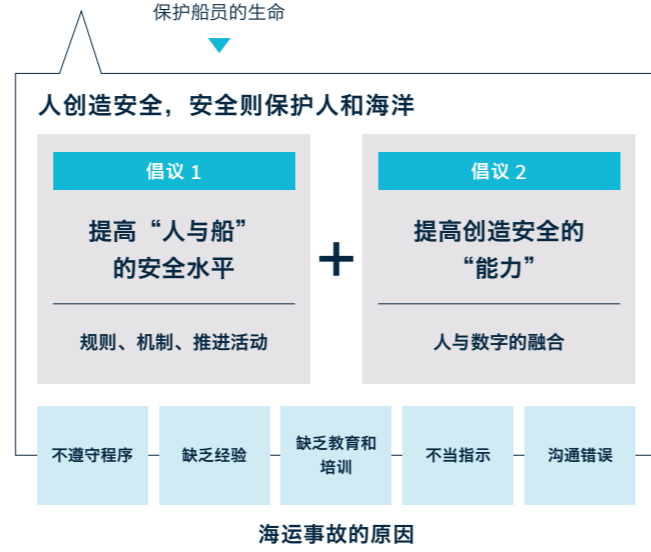 保护船员的生命
人创造安全，安全则保护人和海洋
倡议 1
提高“人与船”
的安全水平
规则、机制、推进活动
+
倡议 2
提高创造安全的
“能力”
人与数字的融合
不遵守程序
缺乏经验
缺乏教育和
培训
不当指示
沟通错误
海运事故的原因